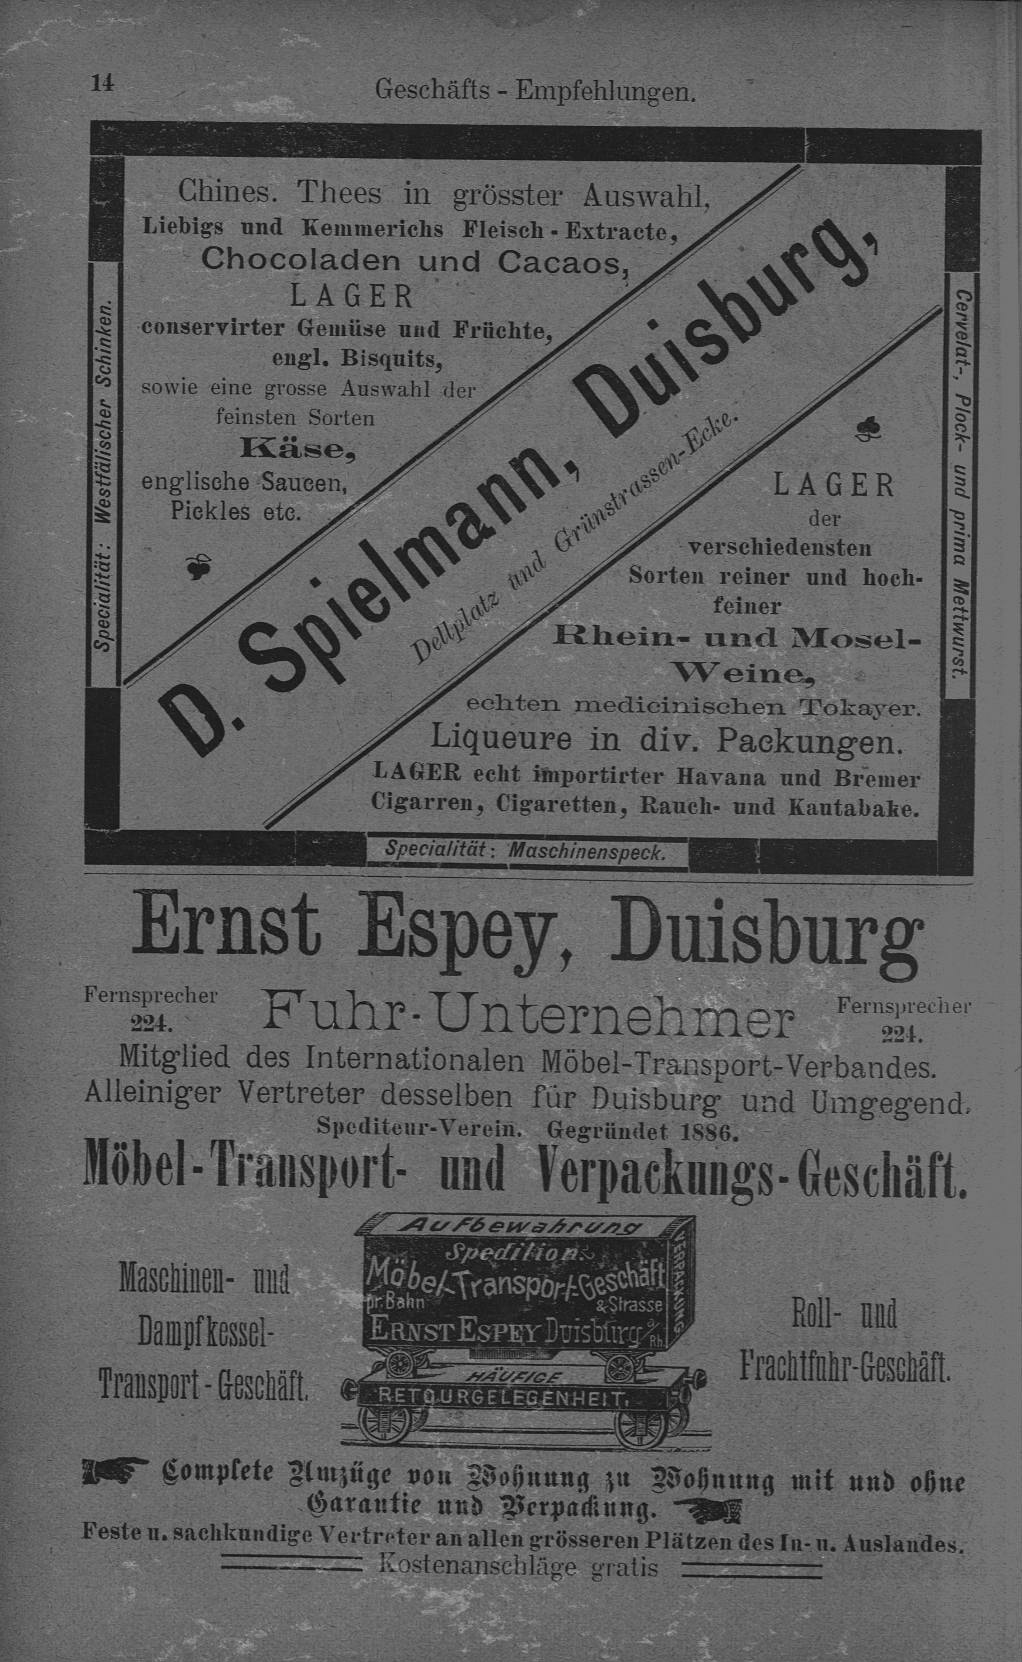 14
Geschäfts - Empfehlungen.
Chines. Thees in grösster Auswahl,
Liebigs und Kemmerichs Fleisch - Extracte,
Chocoladen und Cacaos,
LAGER
conservirter Gemüse und Früchte,
engl. Bisquits,
sowie eine grosse Auswahl der
feinsten Sorten
Käse,
englische Saucen,
Pickles etc.
Specialität: Westfälischer Schinken.
D. Spielmann, Duisburg,
Dellplatz und Grünstrassen-Ecke.
Cervelat-, Plock- und prima Mettwurst.
LAGER
der
verschiedensten
Sorten reiner und hoch-
feiner
Rhein- und Mosel-
Weine,
echten medicinischen Tokayer.
Liqueure in div. Packungen.
LAGER echt importirter Havana und Bremer
Cigarren, Cigaretten, Rauch- und Kautabake.
Specialität: Maschinenspeck.
Ernst Espey, Duisburg
Fernsprecher
224.
Fuhr-Unternehmer
Fernsprecher
224.
Mitglied des Internationalen Möbel-Transport-Verbandes.
Alleiniger Vertreter desselben für Duisburg und Umgegend.
Spediteur-Verein. Gegründet 1886.
Möbel-Transport- und Verpackungs-Geschäft.
Maschinen- und
Dampfkessel-
Transport - Geschäft.
Aufbewahrung
Spedition.
Möbel-Transport-Geschäft
pr. Bahn & Strasse
ERNST ESPEY Duisburg a/Rh.
VERPACKUNG
HÄUFIGE
RETOURGELEGENHEIT.
Roll- und
Frachtfuhr-Geschäft.
Complete Umzüge von Wohnung zu Wohnung mit und ohne
Garantie und Verpackung.
Feste u. sachkundige Vertreter an allen grösseren Plätzen des In- u. Auslandes.
Kostenanschläge gratis